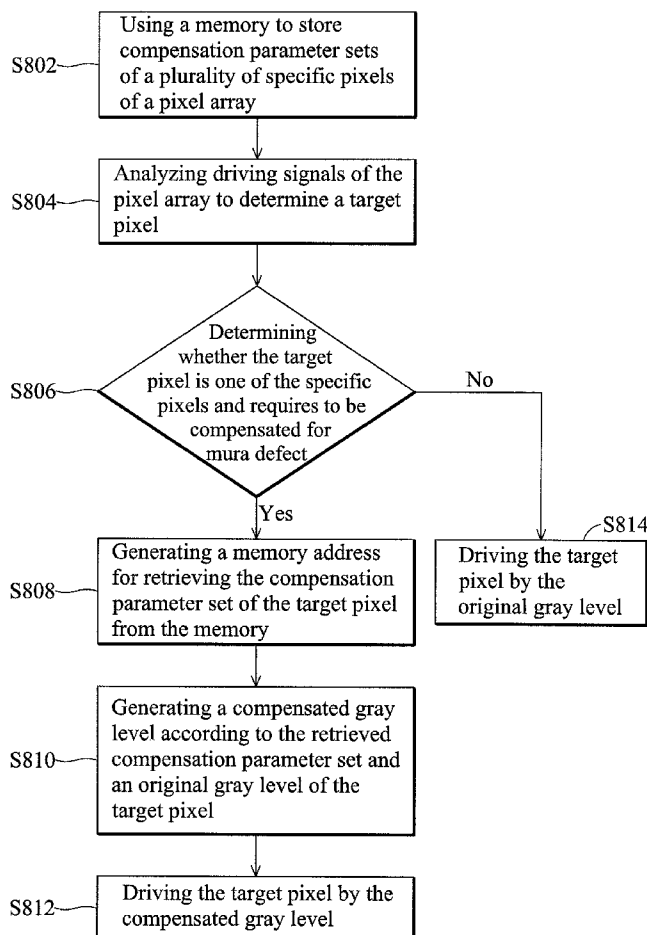 S802
Using a memory to store
compensation parameter sets
of a plurality of specific pixels
of a pixel array
S804
Analyzing driving signals of the
pixel array to determine a target
pixel
S806
Determining
whether the target
pixel is one of the specific
pixels and requires to be
compensated for
mura defect
No
Yes
S814
Driving the target
pixel by the
original gray level
S808
Generating a memory address
for retrieving the compensation
parameter set of the target pixel
from the memory
S810
Generating a compensated gray
level according to the retrieved
compensation parameter set and
an original gray level of the
target pixel
S812
Driving the target pixel by the
compensated gray level